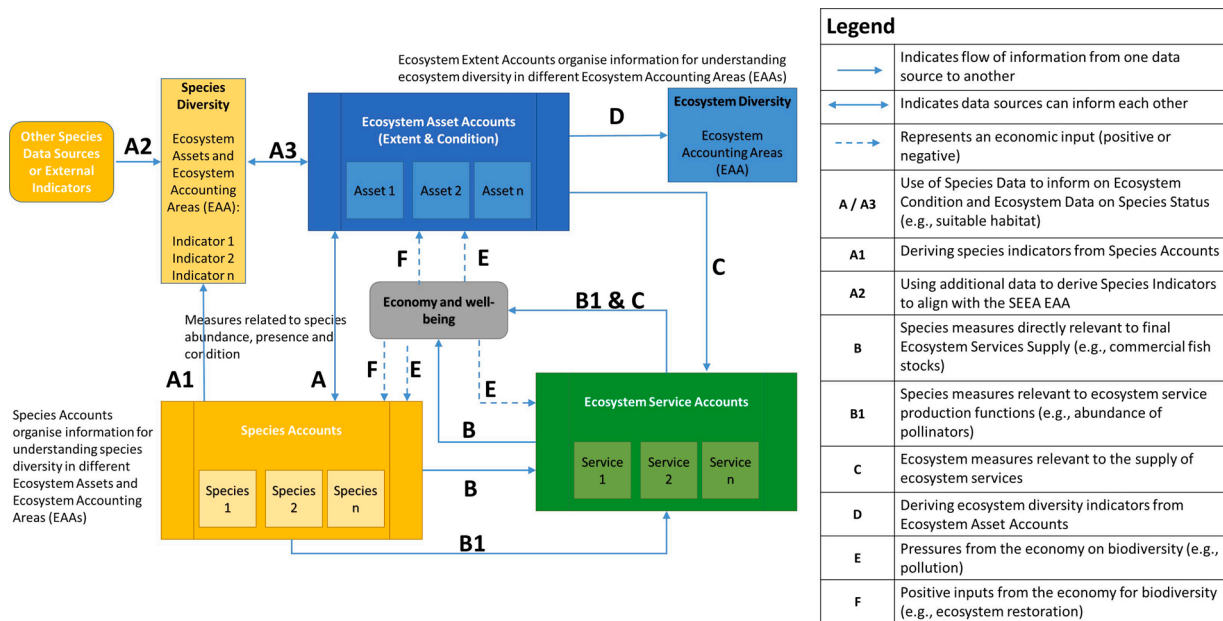 Ecosystem Extent Accounts organise information for understanding
ecosystem diversity in different Ecosystem Accounting Areas (EAAs)
Other Species
Data Sources
or External
Indicators
A2
Species
Diversity
Ecosystem
Assets and
Ecosystem
Accounting
Areas (EAA):
Indicator 1
Indicator 2
Indicator n
A3
Ecosystem Asset Accounts
(Extent & Condition)
Asset 1
Asset 2
Asset n
D
Ecosystem Diversity
Ecosystem
Accounting Areas
(EAA)
F
E
C
Economy and well-
being
B1 & C
Measures related to species
abundance, presence and
condition
A1
A
F
E
E
B
Species Accounts
organise information for
understanding species
diversity in different
Ecosystem Assets and
Ecosystem Accounting
Areas (EAAs)
Species Accounts
Species
1
Species
2
Species
n
B
B1
Ecosystem Service Accounts
Service
1
Service
2
Service
n
Legend
Indicates flow of information from one data
source to another
Indicates data sources can inform each other
Represents an economic input (positive or
negative)
A / A3
Use of Species Data to inform on Ecosystem
Condition and Ecosystem Data on Species Status
(e.g., suitable habitat)
A1
Deriving species indicators from Species Accounts
A2
Using additional data to derive Species Indicators
to align with the SEEA EAA
B
Species measures directly relevant to final
Ecosystem Services Supply (e.g., commercial fish
stocks)
B1
Species measures relevant to ecosystem service
production functions (e.g., abundance of
pollinators)
C
Ecosystem measures relevant to the supply of
ecosystem services
D
Deriving ecosystem diversity indicators from
Ecosystem Asset Accounts
E
Pressures from the economy on biodiversity (e.g.,
pollution)
F
Positive inputs from the economy for biodiversity
(e.g., ecosystem restoration)